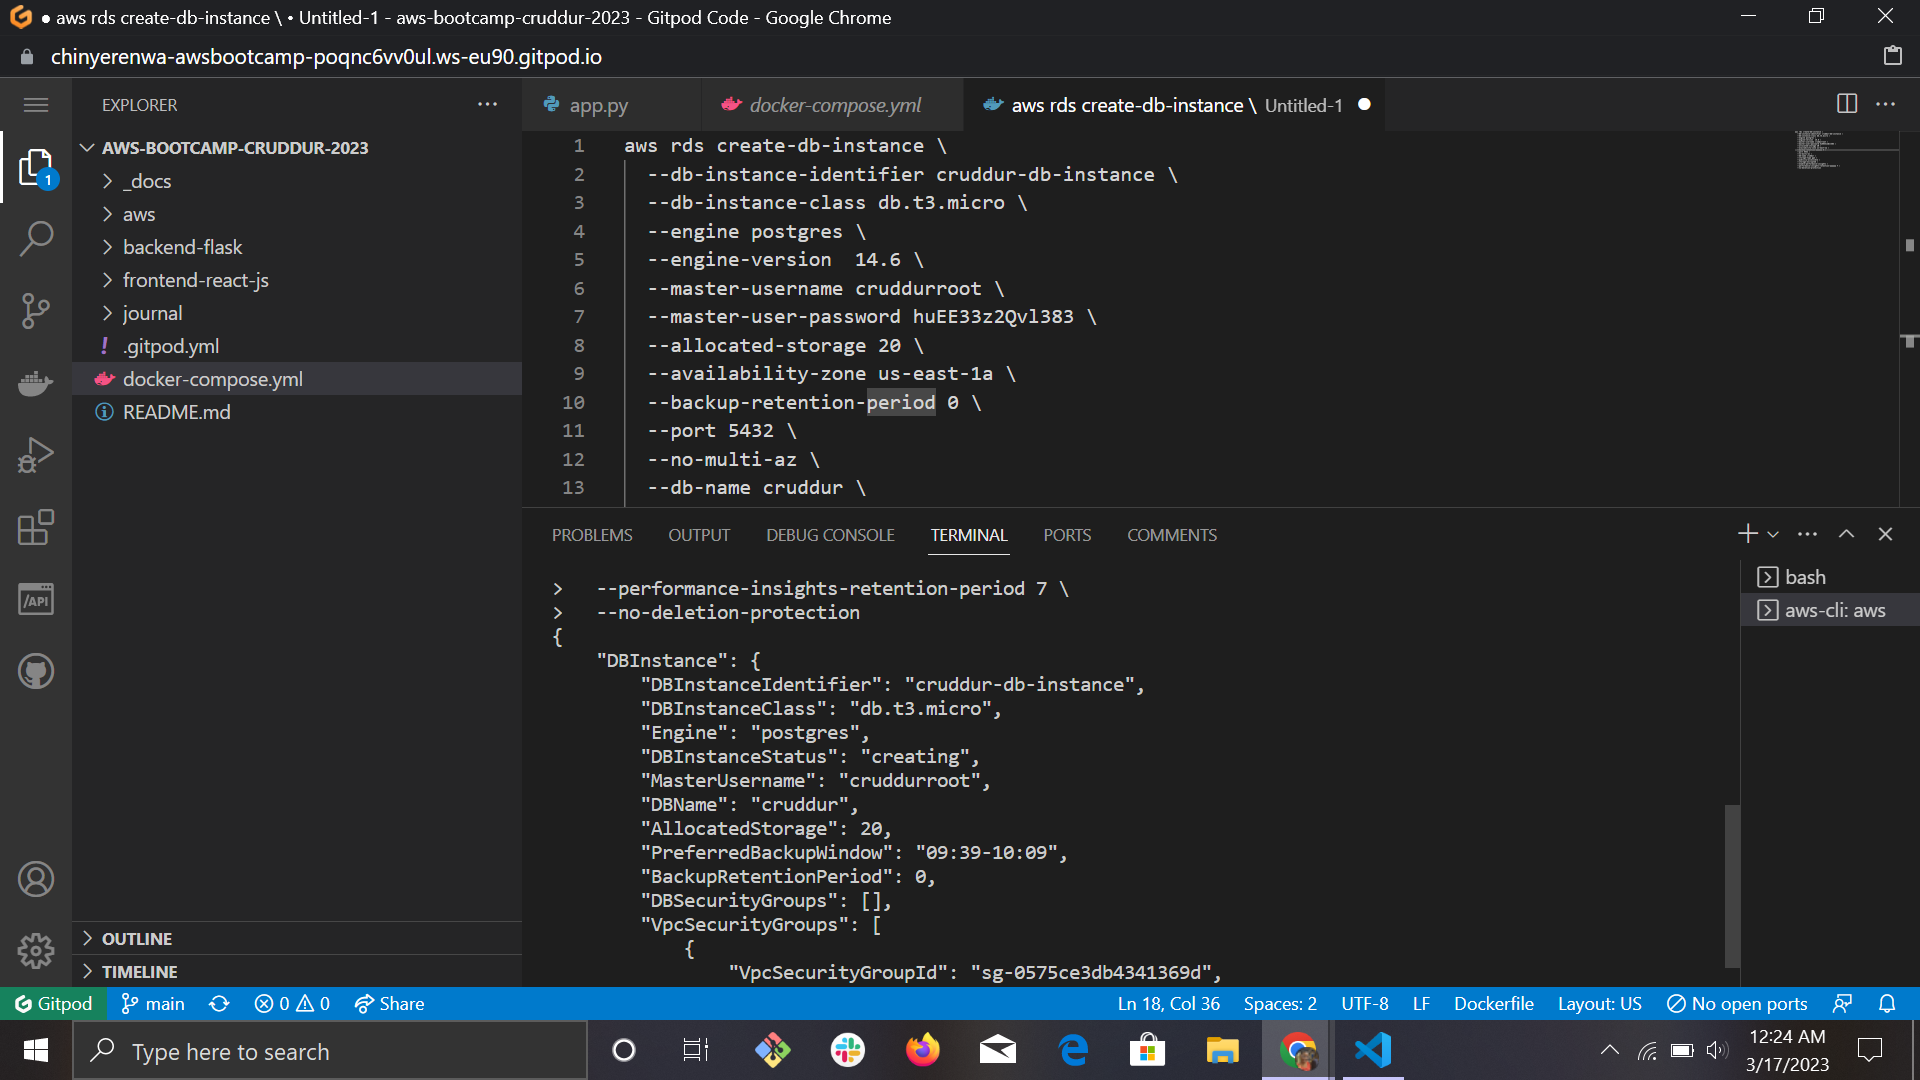 ● aws rds create-db-instance \ • Untitled-1 - aws-bootcamp-cruddur-2023 - Gitpod Code - Google Chrome
chinyerenwa-awsbootcamp-poqnc6vv0ul.ws-eu90.gitpod.io
EXPLORER
AWS-BOOTCAMP-CRUDDUR-2023
_docs
aws
backend-flask
frontend-react-js
journal
! .gitpod.yml
docker-compose.yml
README.md
OUTLINE
TIMELINE
1
/API
app.py
docker-compose.yml
aws rds create-db-instance \ Untitled-1
1 aws rds create-db-instance \
2 --db-instance-identifier cruddur-db-instance \
3 --db-instance-class db.t3.micro \
4 --engine postgres \
5 --engine-version  14.6 \
6 --master-username cruddurroot \
7 --master-user-password huEE33z2Qvl383 \
8 --allocated-storage 20 \
9 --availability-zone us-east-1a \
10 --backup-retention-period 0 \
11 --port 5432 \
12 --no-multi-az \
13 --db-name cruddur \
PROBLEMS OUTPUT DEBUG CONSOLE TERMINAL PORTS COMMENTS
> --performance-insights-retention-period 7 \
> --no-deletion-protection
{
"DBInstance": {
"DBInstanceIdentifier": "cruddur-db-instance",
"DBInstanceClass": "db.t3.micro",
"Engine": "postgres",
"DBInstanceStatus": "creating",
"MasterUsername": "cruddurroot",
"DBName": "cruddur",
"AllocatedStorage": 20,
"PreferredBackupWindow": "09:39-10:09",
"BackupRetentionPeriod": 0,
"DBSecurityGroups": [],
"VpcSecurityGroups": [
{
"VpcSecurityGroupId": "sg-0575ce3db4341369d",
bash
aws-cli: aws
Gitpod main 0 0 Share Ln 18, Col 36 Spaces: 2 UTF-8 LF Dockerfile Layout: US No open ports
Type here to search
12:24 AM
3/17/2023